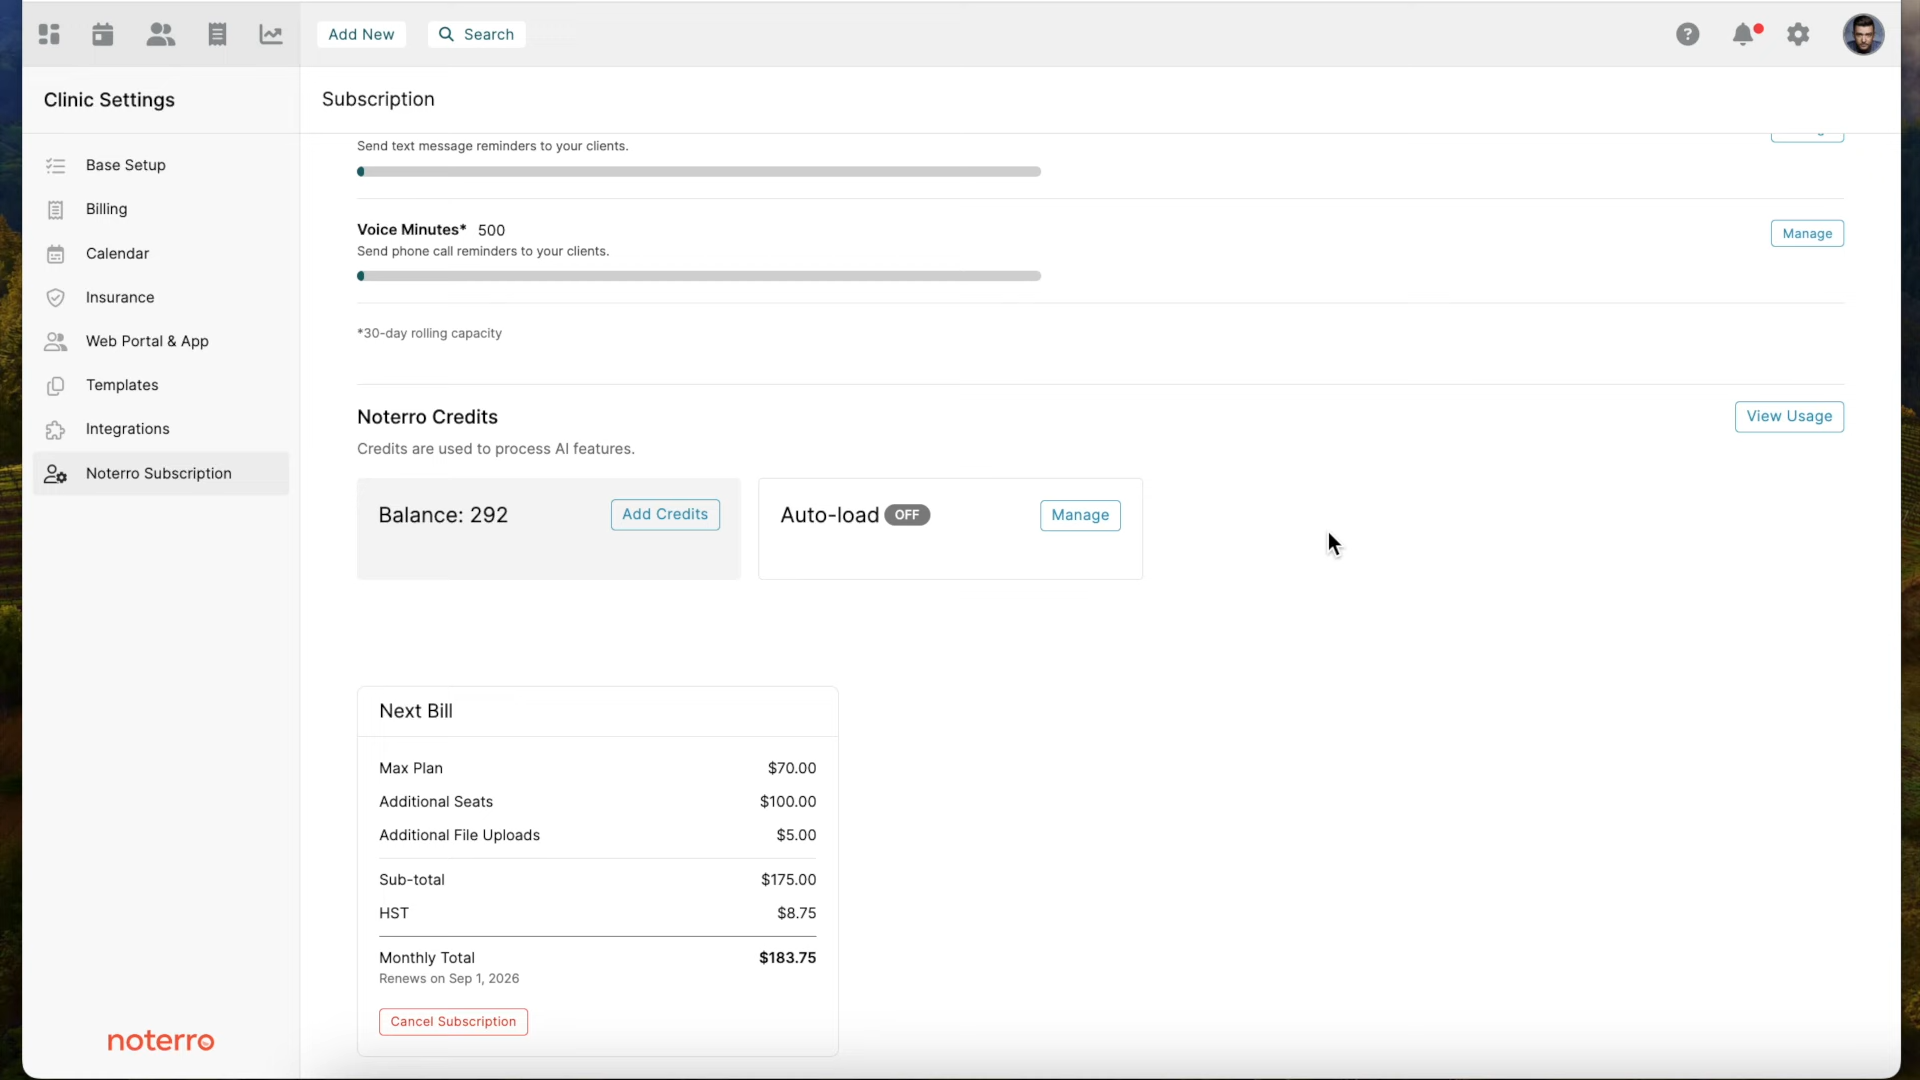 Add New
Search
?
Clinic Settings
Subscription
Base Setup
Billing
Calendar
Insurance
Web Portal & App
Templates
Integrations
Noterro Subscription
noterro
Send text message reminders to your clients.
Voice Minutes* 500
Manage
Send phone call reminders to your clients.
*30-day rolling capacity
Noterro Credits
View Usage
Credits are used to process AI features.
Balance: 292
Add Credits
Auto-load OFF
Manage
Next Bill
Max Plan $70.00
Additional Seats $100.00
Additional File Uploads $5.00
Sub-total $175.00
HST $8.75
Monthly Total $183.75
Renews on Sep 1, 2026
Cancel Subscription